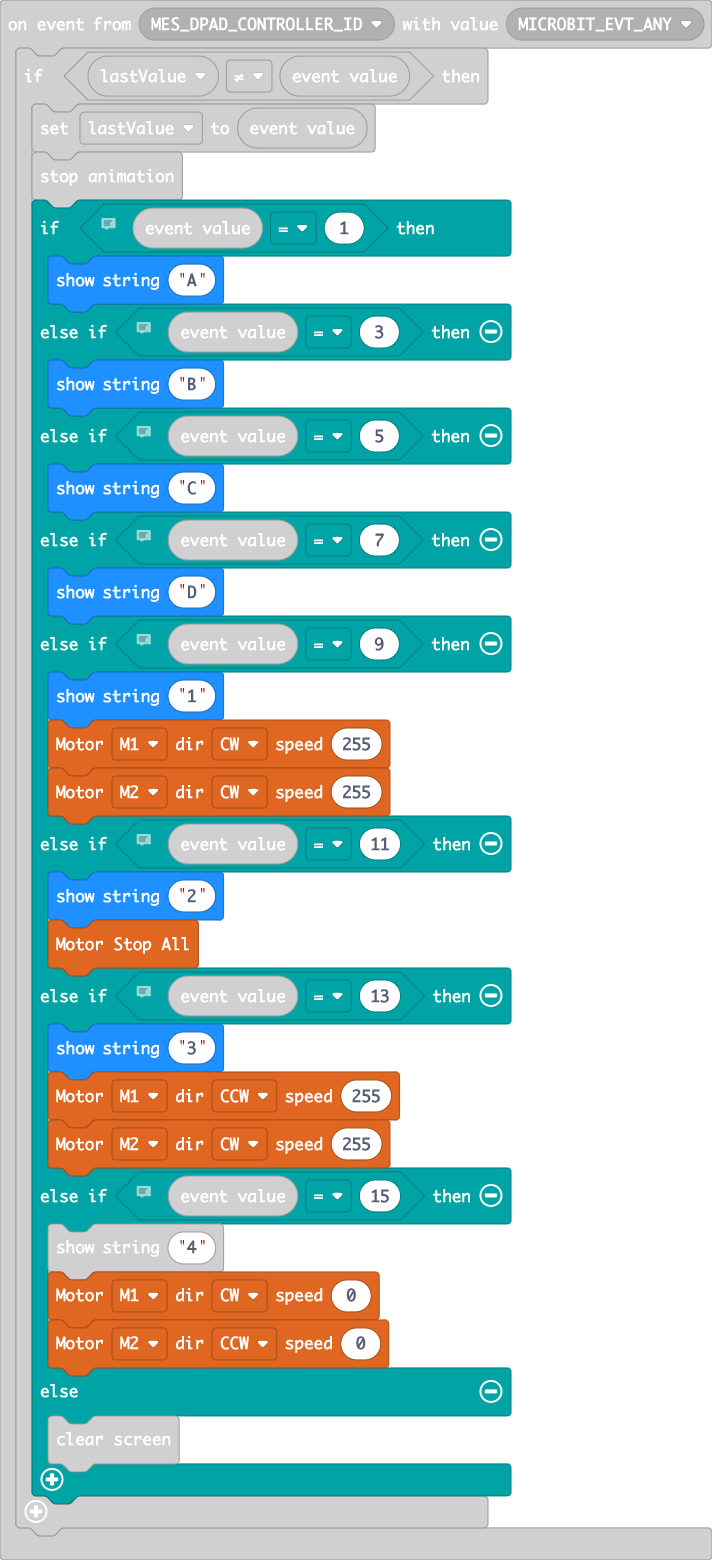 on event from MES_DPAD_CONTROLLER_ID with value MICROBIT_EVT_ANY
if lastValue ≠ event value then
set lastValue to event value
stop animation
if event value = 1 then
show string "A"
else if event value = 3 then
show string "B"
else if event value = 5 then
show string "C"
else if event value = 7 then
show string "D"
else if event value = 9 then
show string "1"
Motor M1 dir CW speed 255
Motor M2 dir CW speed 255
else if event value = 11 then
show string "2"
Motor Stop All
else if event value = 13 then
show string "3"
Motor M1 dir CCW speed 255
Motor M2 dir CW speed 255
else if event value = 15 then
show string "4"
Motor M1 dir CW speed 0
Motor M2 dir CCW speed 0
else
clear screen